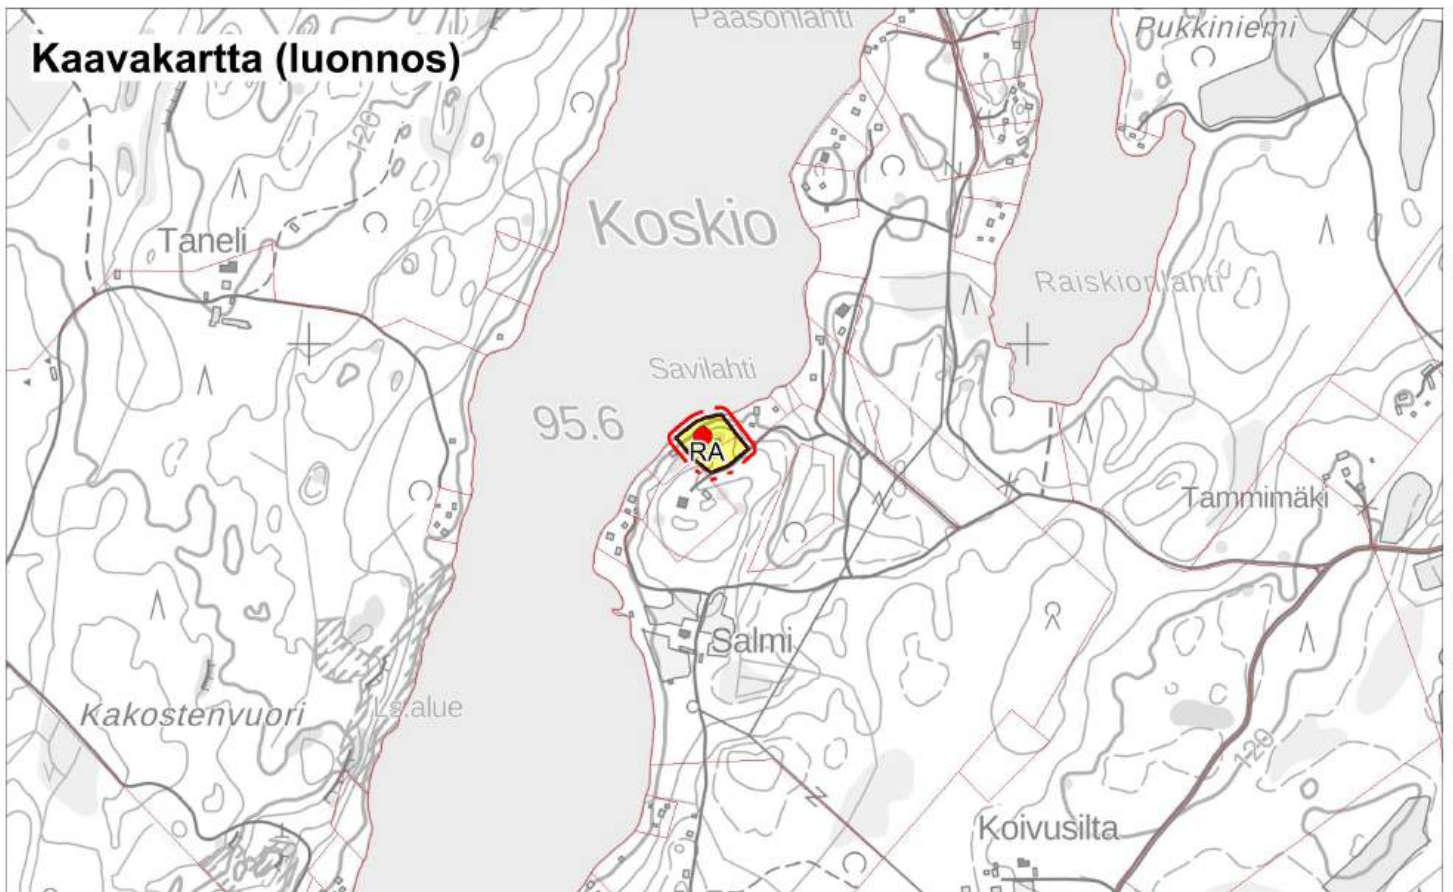 Paasonlahti
Pukkiniemi
Kaavakartta (luonnos)
120
Koskio
Taneli
Raiskionlahti
Savilahti
95.6
RA
Tammimäki
Salmi
Kakostenvuori
Ls.alue
120
Koivusilta